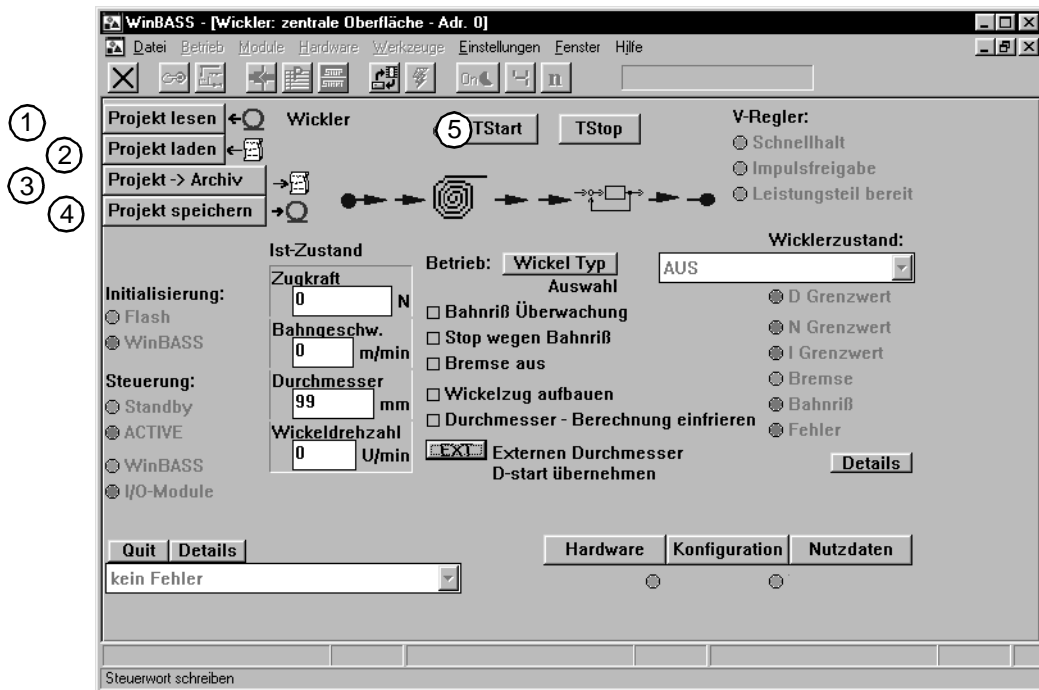 WinBASS - [Wickler: zentrale Oberfläche - Adr. 0]
Datei Betrieb Module Hardware Werkzeuge Einstellungen Fenster Hilfe
On n
1 Projekt lesen Wickler
2 Projekt laden
3 Projekt -> Archiv
4 Projekt speichern
5 TStart TStop
V-Regler:
Schnellhalt
Impulsfreigabe
Leistungsteil bereit
Initialisierung:
Flash
WinBASS
Steuerung:
Standby
ACTIVE
WinBASS
I/O-Module
Ist-Zustand
Zugkraft
0 N
Bahngeschw.
0 m/min
Durchmesser
99 mm
Wickeldrehzahl
0 U/min
Betrieb: Wickel Typ
Auswahl
Bahnriß Überwachung
Stop wegen Bahnriß
Bremse aus
Wickelzug aufbauen
Durchmesser - Berechnung einfrieren
EXT Externen Durchmesser
D-start übernehmen
Wicklerzustand:
AUS
D Grenzwert
N Grenzwert
I Grenzwert
Bremse
Bahnriß
Fehler
Details
Quit Details
kein Fehler
Hardware Konfiguration Nutzdaten
Steuerwort schreiben